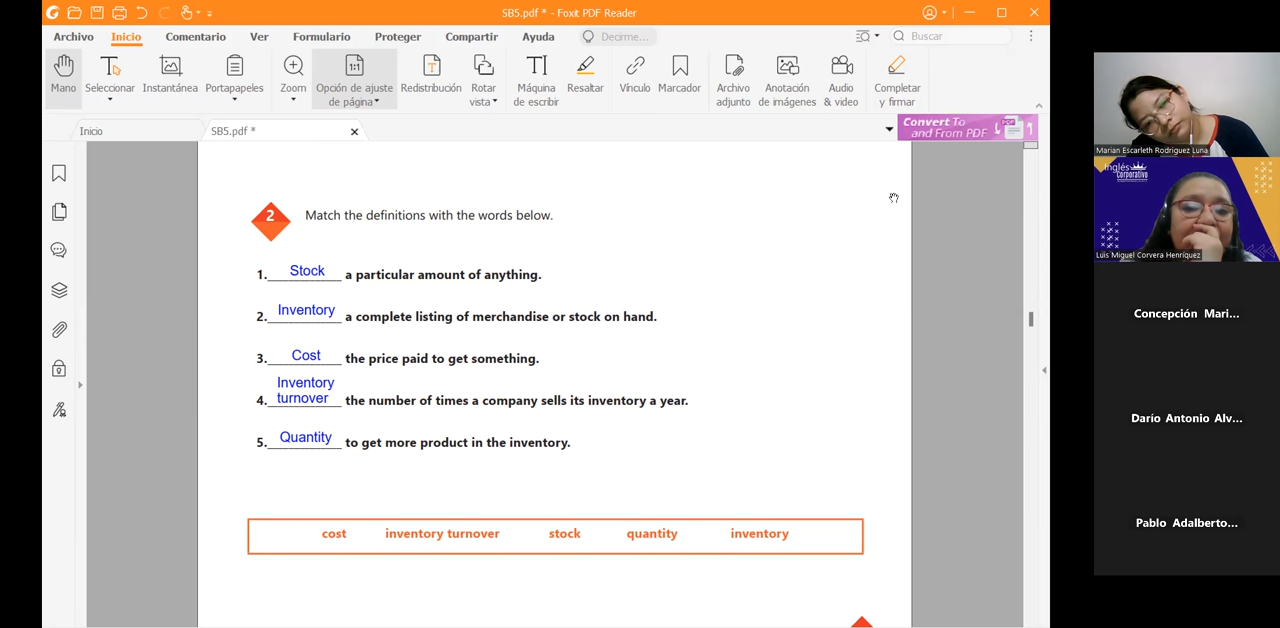 SB5.pdf * - Foxit PDF Reader
Archivo Inicio Comentario Ver Formulario Proteger Compartir Ayuda Decirme... Buscar
Mano Seleccionar Instantánea Portapapeles Zoom Opción de ajuste de página Redistribución Rotar vista Máquina de escribir Resaltar Vínculo Marcador Archivo adjunto Anotación de imágenes Audio & video Completar y firmar
Inicio SB5.pdf * Convert To and From PDF
2 Match the definitions with the words below.
1. Stock a particular amount of anything.
2. Inventory a complete listing of merchandise or stock on hand.
3. Cost the price paid to get something.
4. Inventory turnover the number of times a company sells its inventory a year.
5. Quantity to get more product in the inventory.
cost inventory turnover stock quantity inventory
Marian Escarleth Rodriguez Luna
Inglés Corporativo
Luis Miguel Corvera Henriquez
Concepción Mari...
Darío Antonio Alv...
Pablo Adalberto...